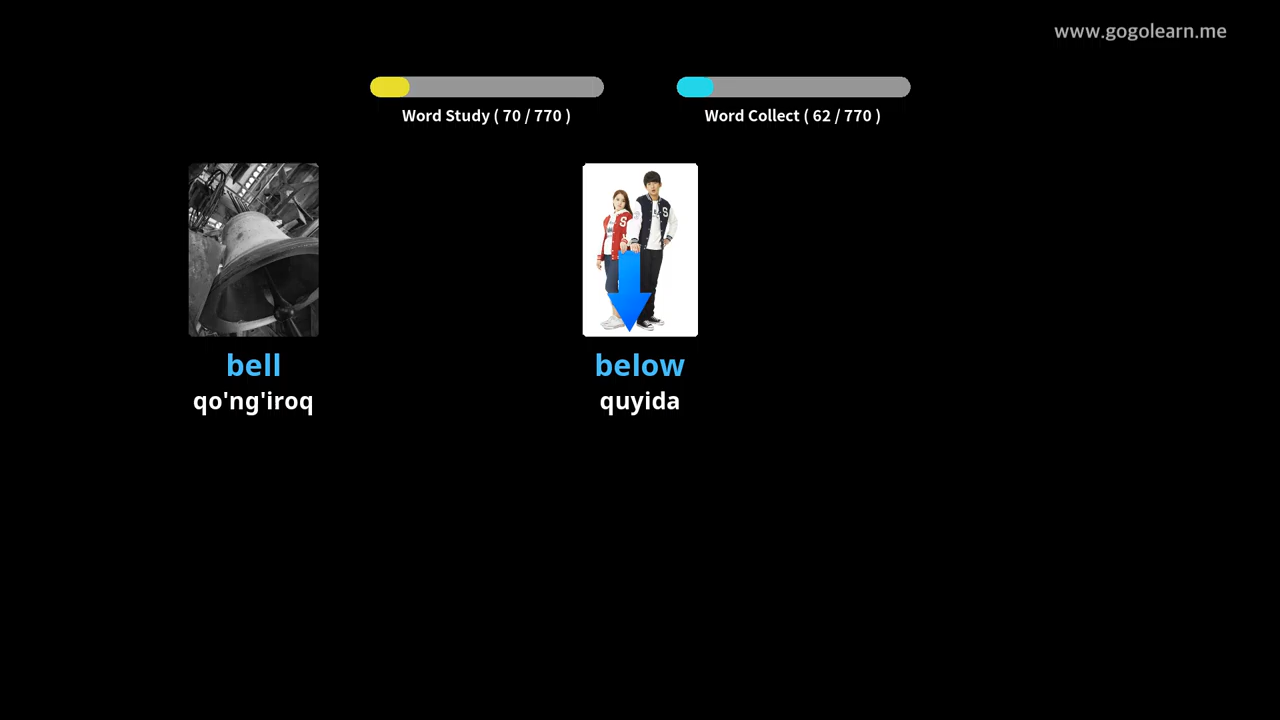 www.gogolearn.me
Word Study ( 70 / 770 )
Word Collect ( 62 / 770 )
S
S
bell
below
qo'ng'iroq
quyida